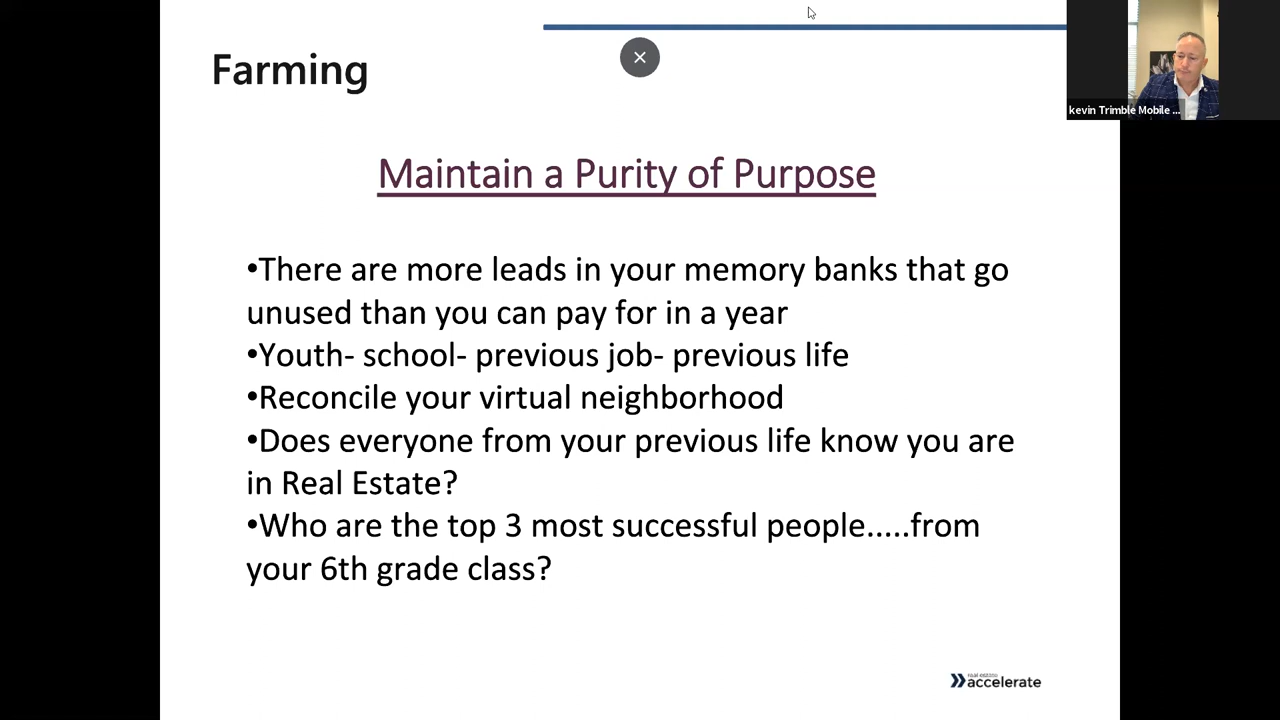 Farming
kevin Trimble Mobile ...
Maintain a Purity of Purpose
•There are more leads in your memory banks that go
unused than you can pay for in a year
•Youth- school- previous job- previous life
•Reconcile your virtual neighborhood
•Does everyone from your previous life know you are
in Real Estate?
•Who are the top 3 most successful people.....from
your 6th grade class?
real estate
accelerate